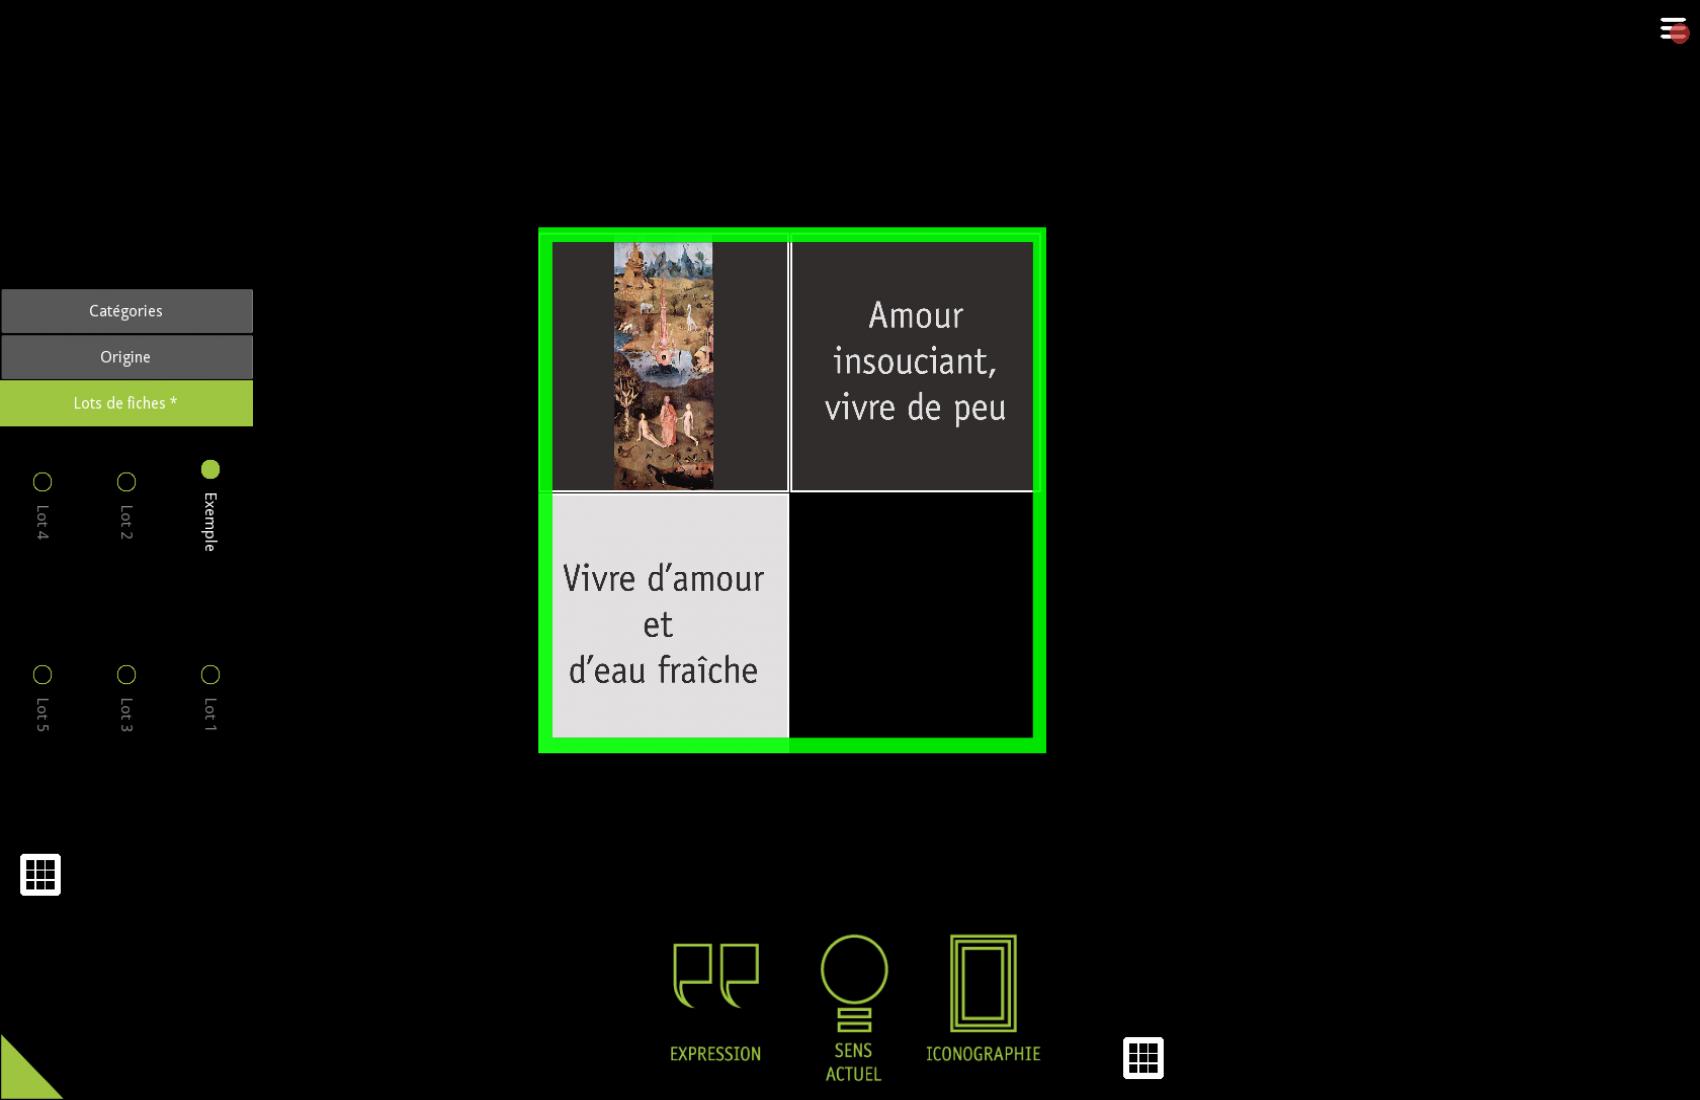 Catégories
Origine
Lots de fiches *
Exemple
Lot 2
Lot 4
Lot 1
Lot 3
Lot 5
Amour
insouciant,
vivre de peu
Vivre d’amour
et
d’eau fraîche
EXPRESSION
SENS
ACTUEL
ICONOGRAPHIE